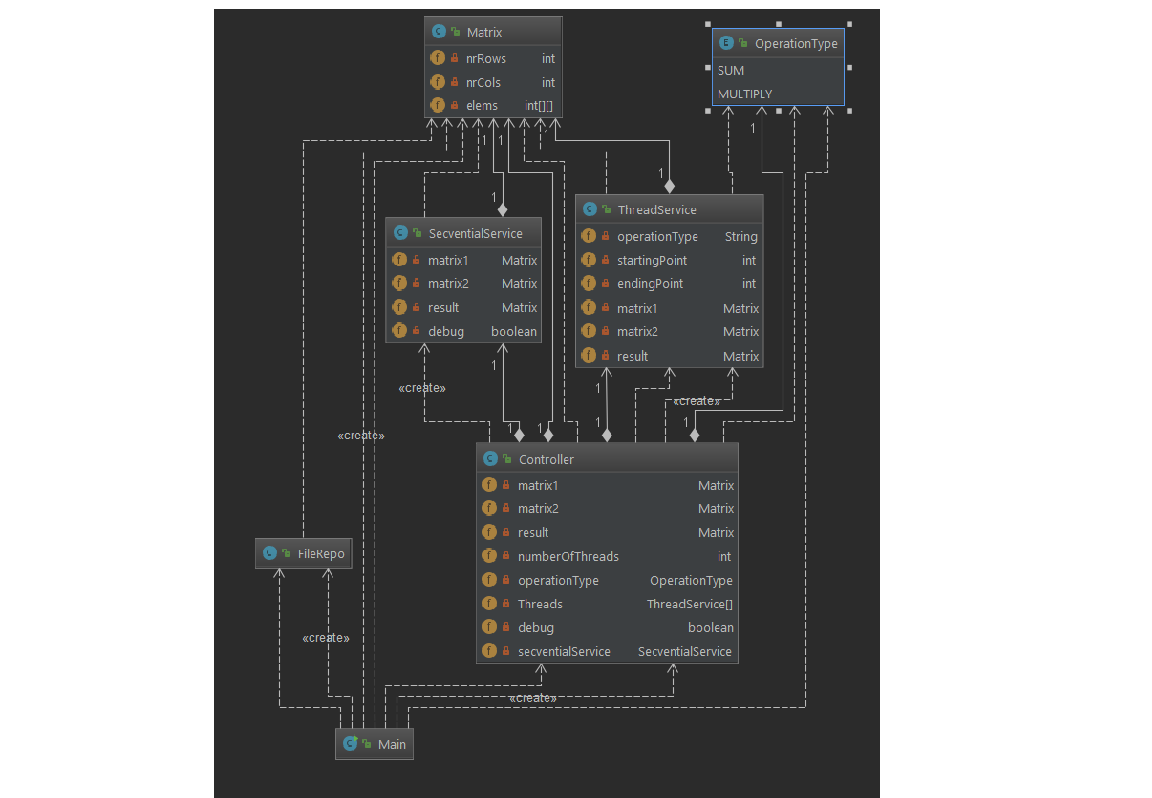 Matrix
nrRows int
nrCols int
elems int[][]
OperationType
SUM
MULTIPLY
1
1
1
1
1
ThreadService
operationType String
startingPoint int
endingPoint int
matrix1 Matrix
matrix2 Matrix
result Matrix
SecventialService
matrix1 Matrix
matrix2 Matrix
result Matrix
debug boolean
1
1
«create»
«create»
1
1
1
1
«create»
Controller
matrix1 Matrix
matrix2 Matrix
result Matrix
numberOfThreads int
operationType OperationType
Threads ThreadService[]
debug boolean
secventialService SecventialService
FileRepo
«create»
«create»
Main